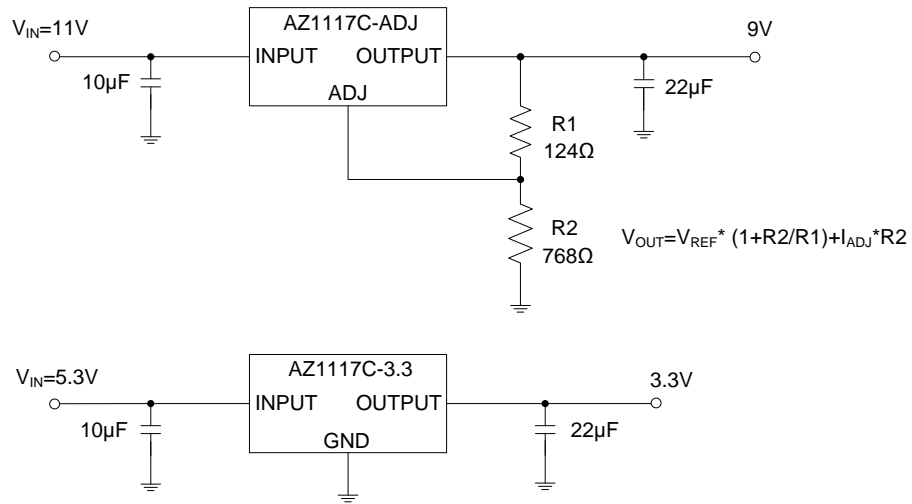 V_IN=11V
AZ1117C-ADJ
9V
INPUT OUTPUT
10µF
ADJ
22µF
R1
124Ω
R2
768Ω
V_OUT=V_REF* (1+R2/R1)+I_ADJ*R2
V_IN=5.3V
AZ1117C-3.3
3.3V
INPUT OUTPUT
10µF
GND
22µF